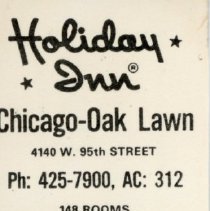 Holiday
Inn®
Chicago-Oak Lawn
4140 W. 95th STREET
Ph: 425-7900, AC: 312
148 ROOMS